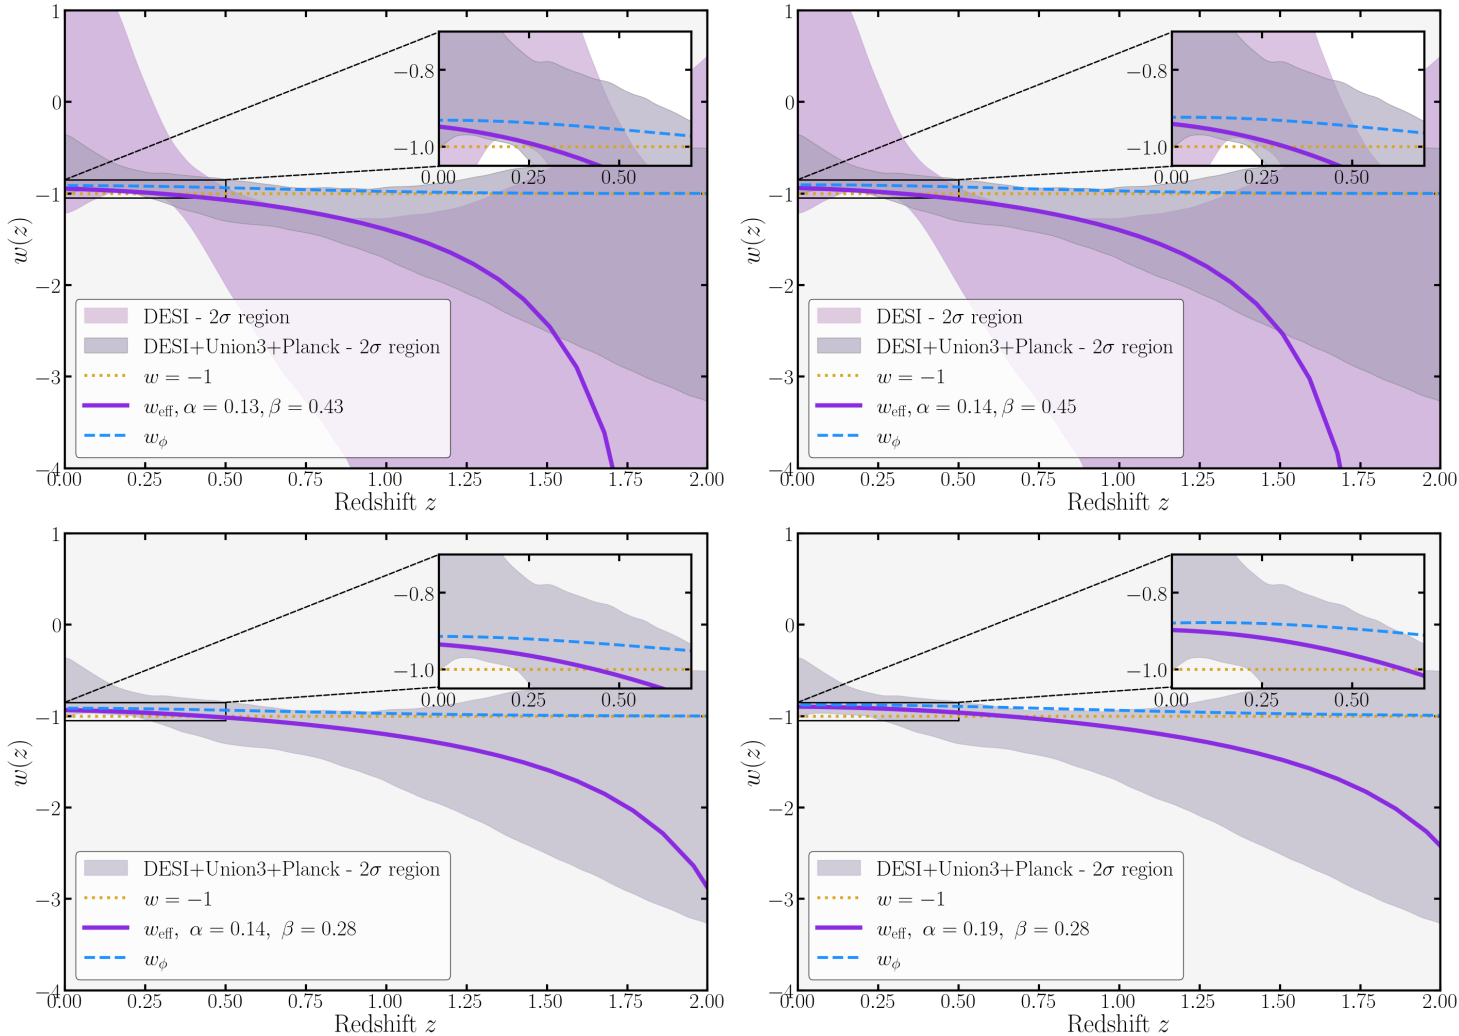 1
0
−1
−2
−3
−4
w(z)
0.00 0.25 0.50 0.75 1.00 1.25 1.50 1.75 2.00
Redshift z
−0.8
−1.0
0.00 0.25 0.50
DESI - 2σ region
DESI+Union3+Planck - 2σ region
w = −1
w_eff, α = 0.13, β = 0.43
w_ϕ
1
0
−1
−2
−3
−4
w(z)
0.00 0.25 0.50 0.75 1.00 1.25 1.50 1.75 2.00
Redshift z
−0.8
−1.0
0.00 0.25 0.50
DESI - 2σ region
DESI+Union3+Planck - 2σ region
w = −1
w_eff, α = 0.14, β = 0.45
w_ϕ
1
0
−1
−2
−3
−4
w(z)
0.00 0.25 0.50 0.75 1.00 1.25 1.50 1.75 2.00
Redshift z
−0.8
−1.0
0.00 0.25 0.50
DESI+Union3+Planck - 2σ region
w = −1
w_eff, α = 0.14, β = 0.28
w_ϕ
1
0
−1
−2
−3
−4
w(z)
0.00 0.25 0.50 0.75 1.00 1.25 1.50 1.75 2.00
Redshift z
−0.8
−1.0
0.00 0.25 0.50
DESI+Union3+Planck - 2σ region
w = −1
w_eff, α = 0.19, β = 0.28
w_ϕ